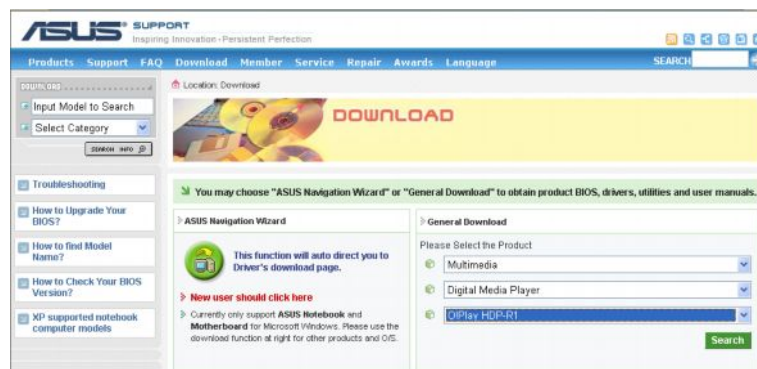 ASUS SUPPORT
Inspiring Innovation • Persistent Perfection
Products Support FAQ Download Member Service Repair Awards Language
SEARCH
DOWNLOAD
Input Model to Search
Select Category
SEARCH INFO
Troubleshooting
How to Upgrade Your
BIOS?
How to find Model
Name?
How to Check Your BIOS
Version?
XP supported notebook
computer models
Location: Download
DOWNLOAD
You may choose "ASUS Navigation Wizard" or "General Download" to obtain product BIOS, drivers, utilities and user manuals.
ASUS Navigation Wizard
This function will auto direct you to
Driver's download page.
New user should click here
Currently only support ASUS Notebook and
Motherboard for Microsoft Windows. Please use the
download function at right for other products and O/S.
General Download
Please Select the Product
Multimedia
Digital Media Player
O!Play HDP-R1
Search